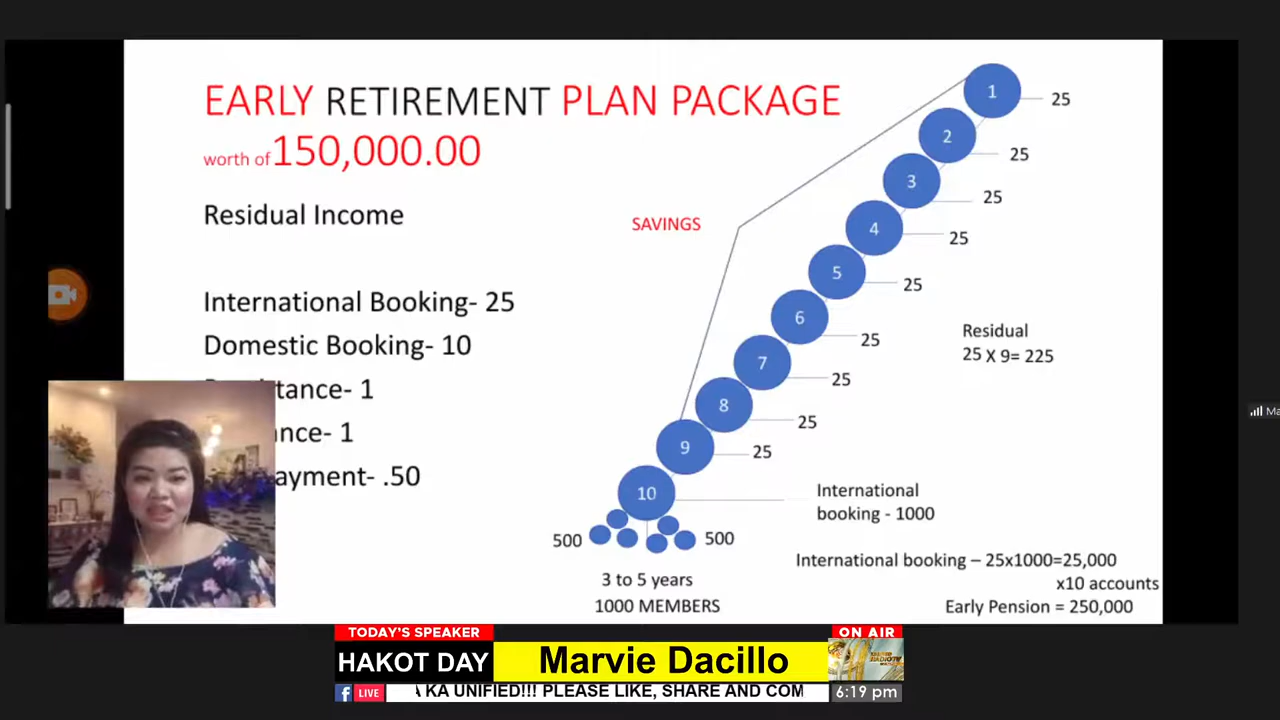 EARLY RETIREMENT PLAN PACKAGE
worth of 150,000.00
Residual Income
International Booking- 25
Domestic Booking- 10
tance- 1
ance- 1
ayment- .50
SAVINGS
1
25
2
25
3
25
4
25
5
25
6
25
7
25
8
25
9
25
10
Residual
25 X 9= 225
International
booking - 1000
500
500
3 to 5 years
1000 MEMBERS
International booking – 25x1000=25,000
x10 accounts
Early Pension = 250,000
TODAY'S SPEAKER
HAKOT DAY
Marvie Dacillo
ON AIR
LIVE
KA UNIFIED!!! PLEASE LIKE, SHARE AND COM
6:19 pm
Ma